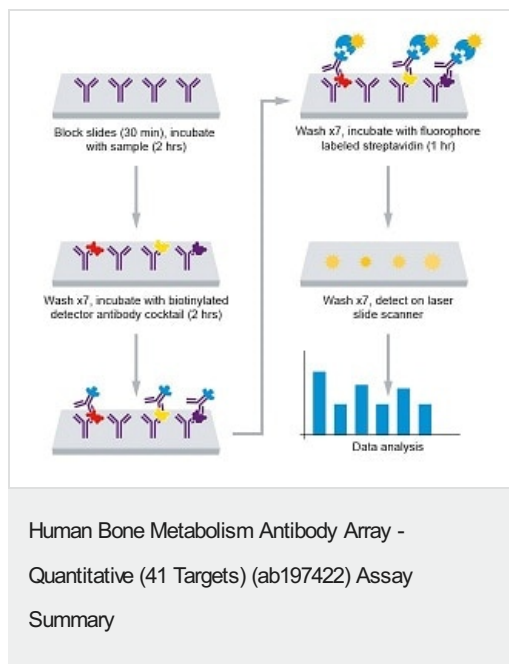 Block slides (30 min), incubate
with sample (2 hrs)
Wash x7, incubate with biotinylated
detector antibody cocktail (2 hrs)
Wash x7, incubate with fluorophore
labeled streptavidin (1 hr)
Wash x7, detect on laser
slide scanner
Data analysis
Human Bone Metabolism Antibody Array -
Quantitative (41 Targets) (ab197422) Assay
Summary